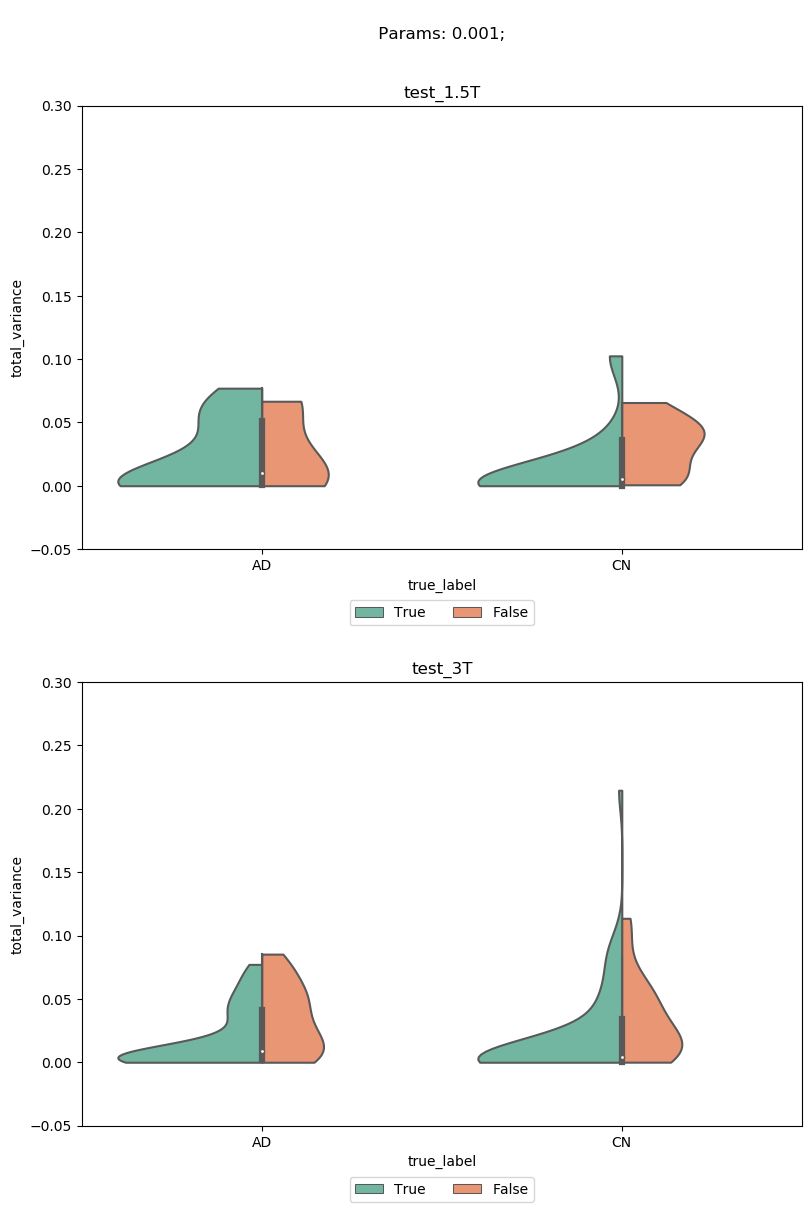 Params: 0.001;
test_1.5T
0.30
0.25
0.20
0.15
0.10
0.05
0.00
−0.05
total_variance
AD
CN
true_label
True
False
test_3T
0.30
0.25
0.20
0.15
0.10
0.05
0.00
−0.05
total_variance
AD
CN
true_label
True
False